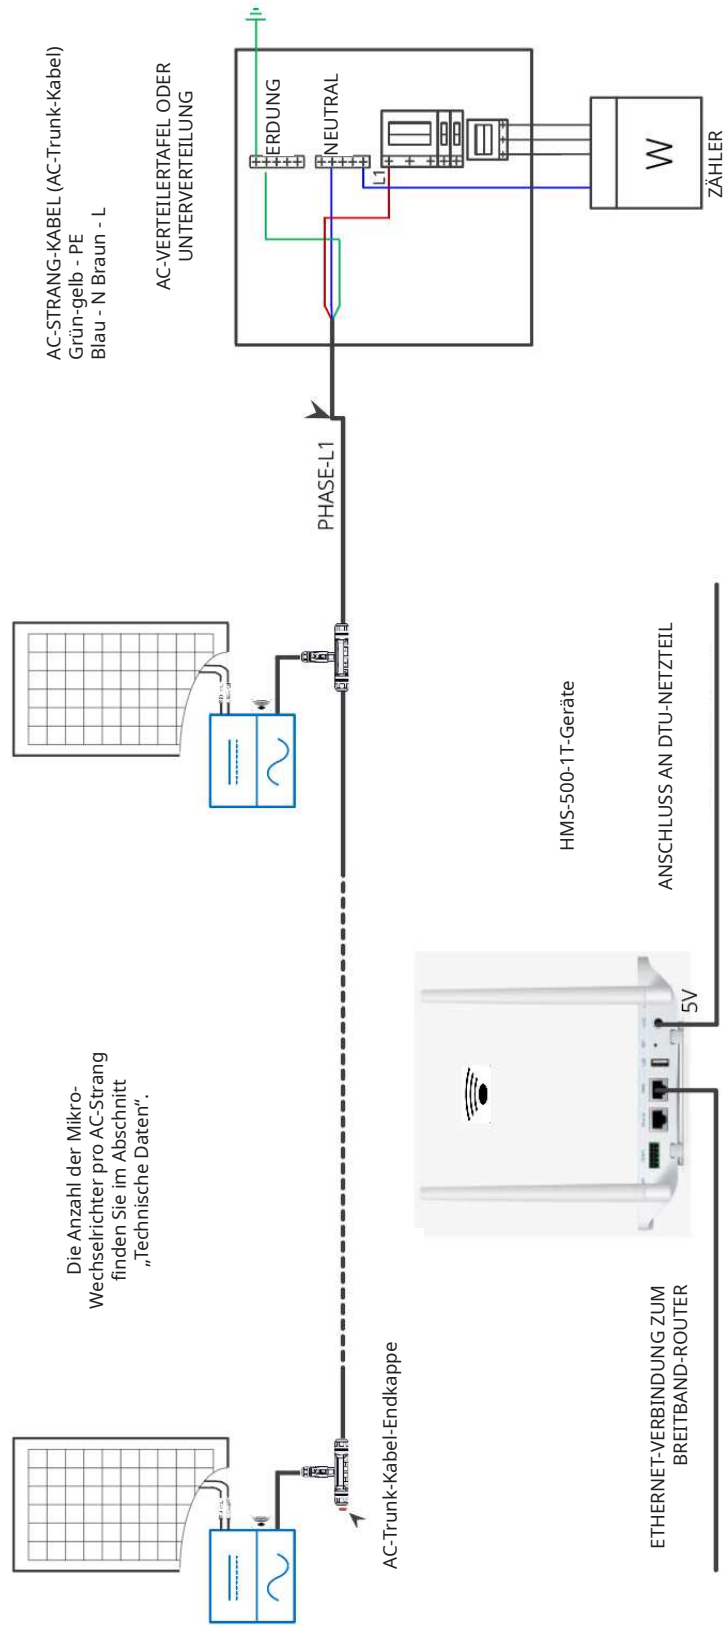 AC-STRANG-KABEL (AC-Trunk-Kabel)
Grün-gelb - PE
Blau - N Braun - L
AC-VERTEILERTAFEL ODER
UNTERVERTEILUNG
ERDUNG
NEUTRAL
L1
W
ZÄHLER
PHASE-L1
Die Anzahl der Mikro-
Wechselrichter pro AC-Strang
finden Sie im Abschnitt
„Technische Daten“.
AC-Trunk-Kabel-Endkappe
HMS-500-1T-Geräte
ANSCHLUSS AN DTU-NETZTEIL
5V
ETHERNET-VERBINDUNG ZUM
BREITBAND-ROUTER